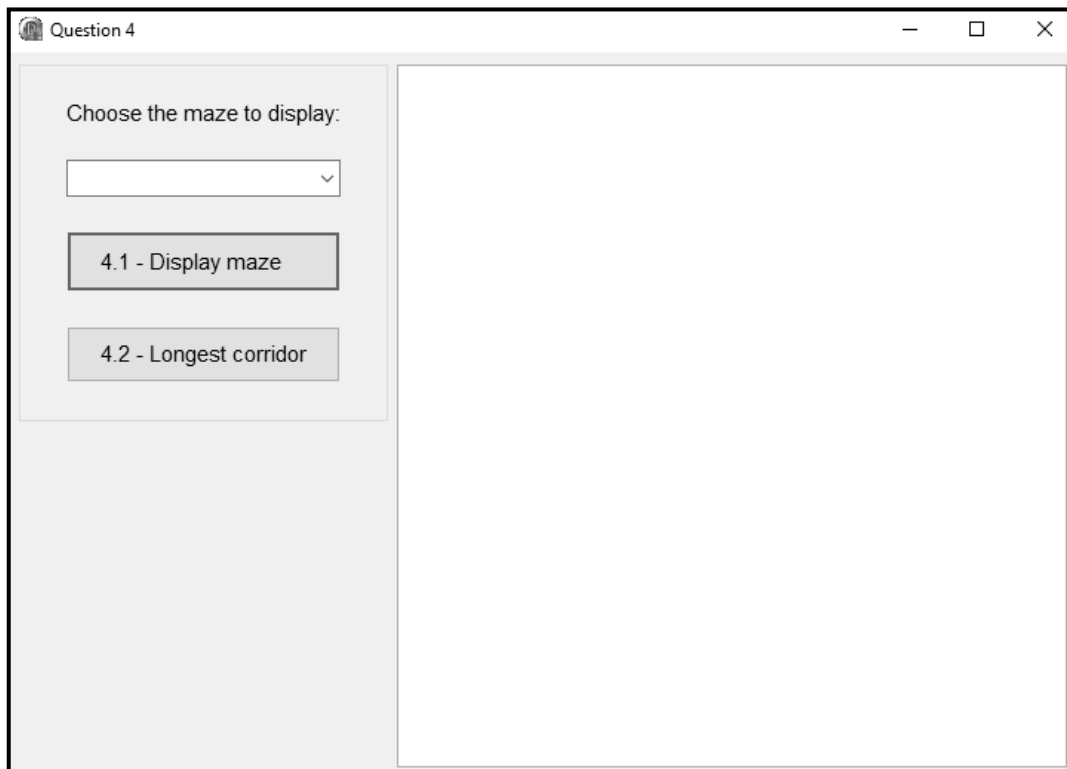 Question 4
Choose the maze to display:
4.1 - Display maze
4.2 - Longest corridor